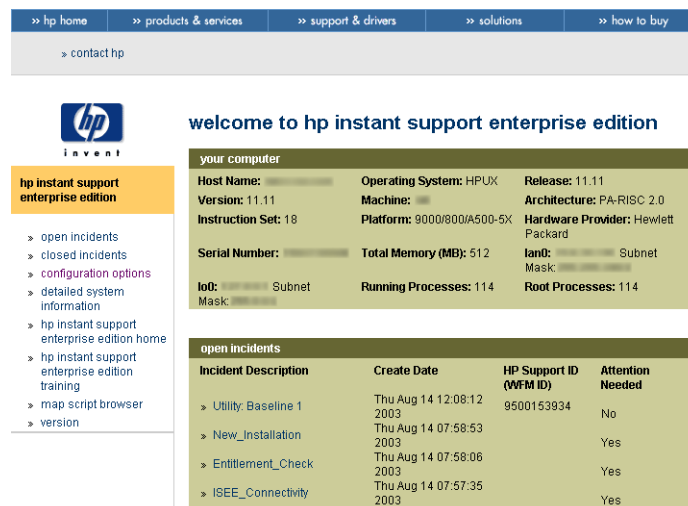 » hp home » products & services » support & drivers » solutions » how to buy
» contact hp
hp
invent
hp instant support
enterprise edition
» open incidents
» closed incidents
» configuration options
» detailed system
information
» hp instant support
enterprise edition home
» hp instant support
enterprise edition
training
» map script browser
» version
welcome to hp instant support enterprise edition
your computer
Host Name: Operating System: HPUX Release: 11.11
Version: 11.11 Machine: Architecture: PA-RISC 2.0
Instruction Set: 18 Platform: 9000/800/A500-5X Hardware Provider: Hewlett
Packard
Serial Number: Total Memory (MB): 512 lan0: Subnet
Mask:
lo0: Subnet Running Processes: 114 Root Processes: 114
Mask:
open incidents
Incident Description Create Date HP Support ID Attention
(WFM ID) Needed
» Utility: Baseline 1 Thu Aug 14 12:08:12 9500153934
2003 No
» New_Installation Thu Aug 14 07:58:53
2003 Yes
» Entitlement_Check Thu Aug 14 07:58:06
2003 Yes
» ISEE_Connectivity Thu Aug 14 07:57:35
2003 Yes